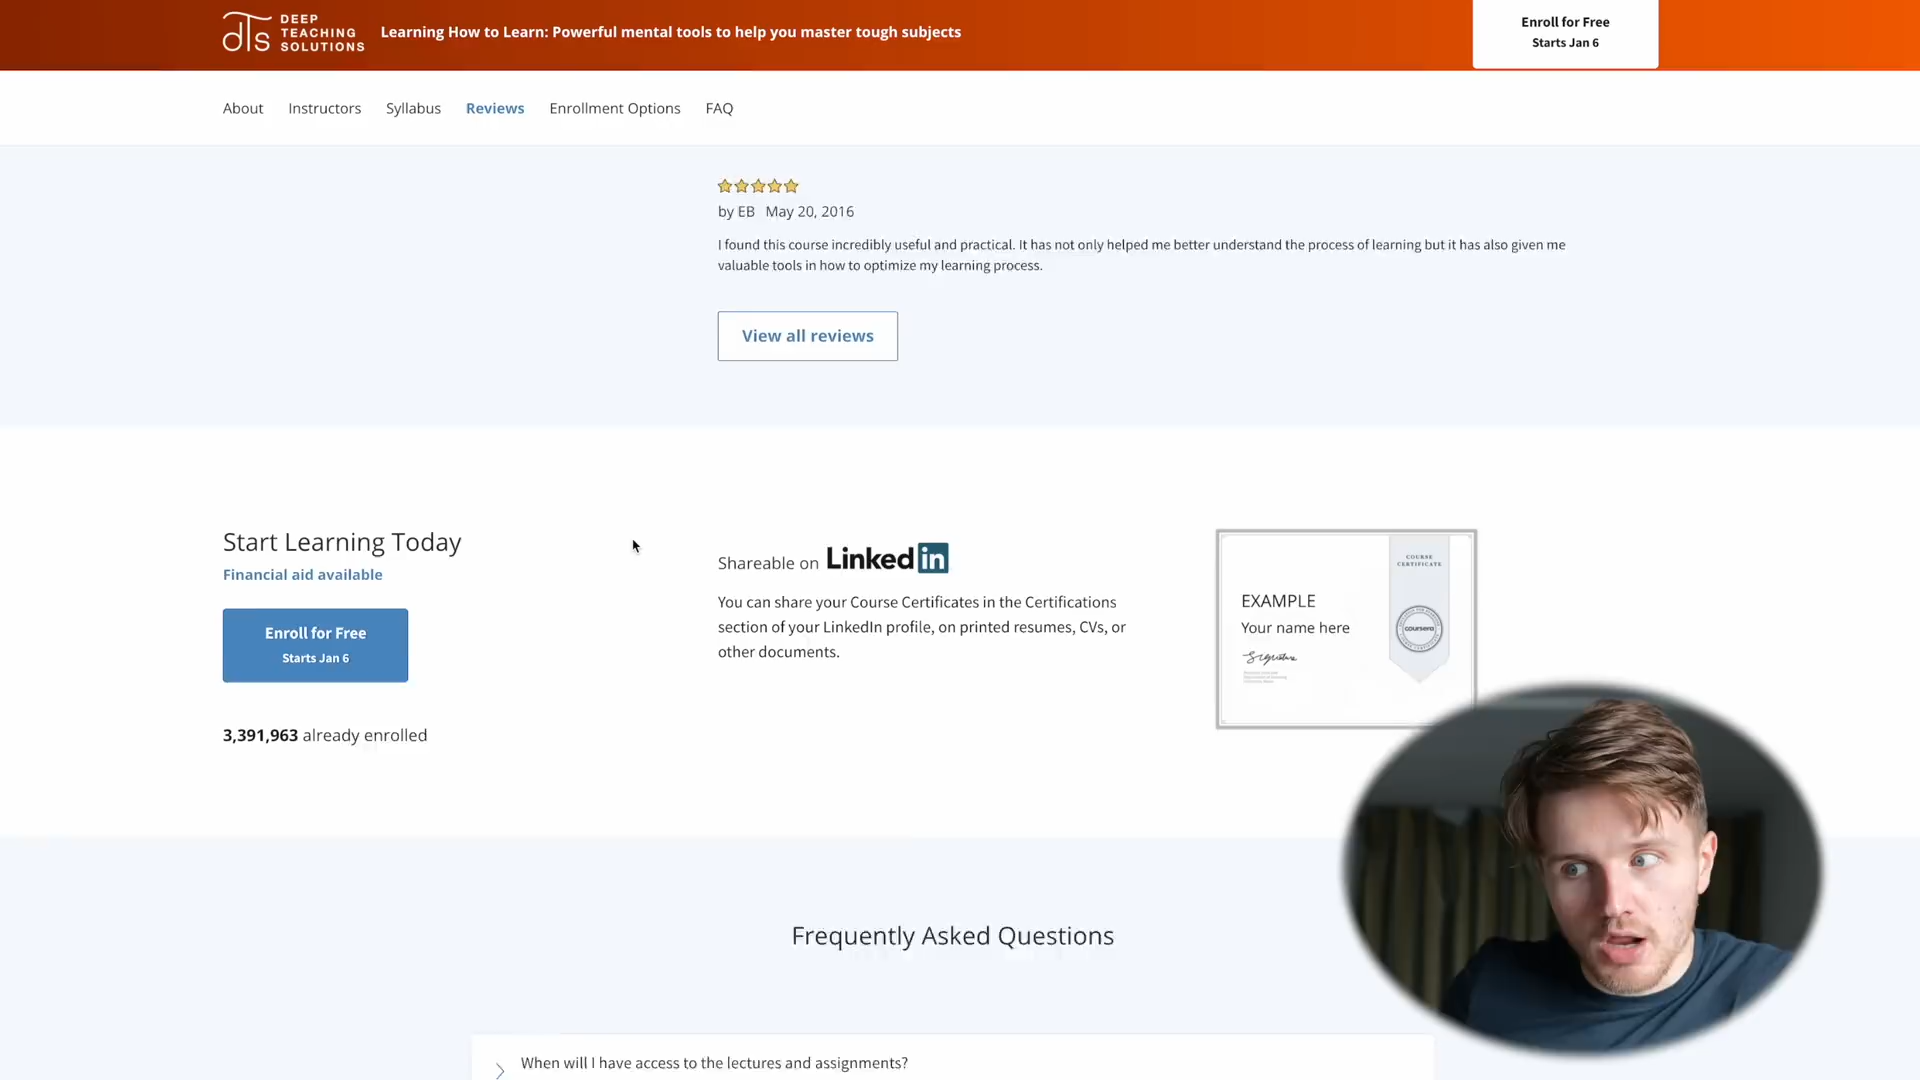 DEEP
TEACHING
SOLUTIONS
dTs
Learning How to Learn: Powerful mental tools to help you master tough subjects
Enroll for Free
Starts Jan 6
About Instructors Syllabus Reviews Enrollment Options FAQ
by EB May 20, 2016
I found this course incredibly useful and practical. It has not only helped me better understand the process of learning but it has also given me
valuable tools in how to optimize my learning process.
View all reviews
Start Learning Today
Financial aid available
Enroll for Free
Starts Jan 6
3,391,963 already enrolled
Shareable on Linked in
You can share your Course Certificates in the Certifications
section of your LinkedIn profile, on printed resumes, CVs, or
other documents.
COURSE
CERTIFICATE
EXAMPLE
Your name here
coursera
Signature
Frequently Asked Questions
When will I have access to the lectures and assignments?